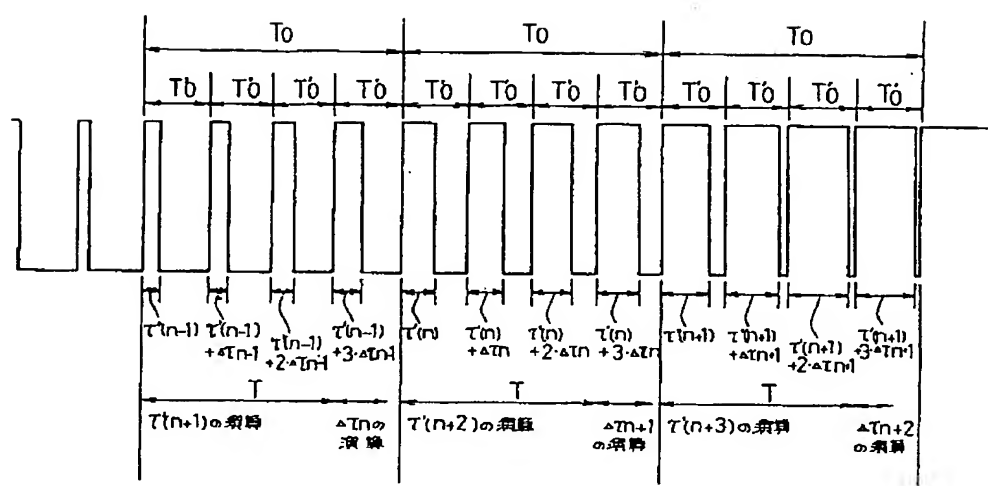 To To To
T'o T'o T'o T'o T'o T'o T'o T'o T'o T'o T'o T'o
τ'(n-1) τ'(n-1) τ'(n-1) τ'(n-1) τ'(n) τ'(n) τ'(n) τ'(n) τ'(n+1) τ'(n+1) τ'(n+1) τ'(n+1)
+Δτn-1 +2·Δτn-1 +3·Δτn-1 +Δτn +2·Δτn +3·Δτn +Δτn+1 +2·Δτn+1 +3·Δτn+1
T T T
τ'(n+1)の演算 Δτnの τ'(n+2)の演算 Δτn+1 τ'(n+3)の演算 Δτn+2
演算 の演算 の演算